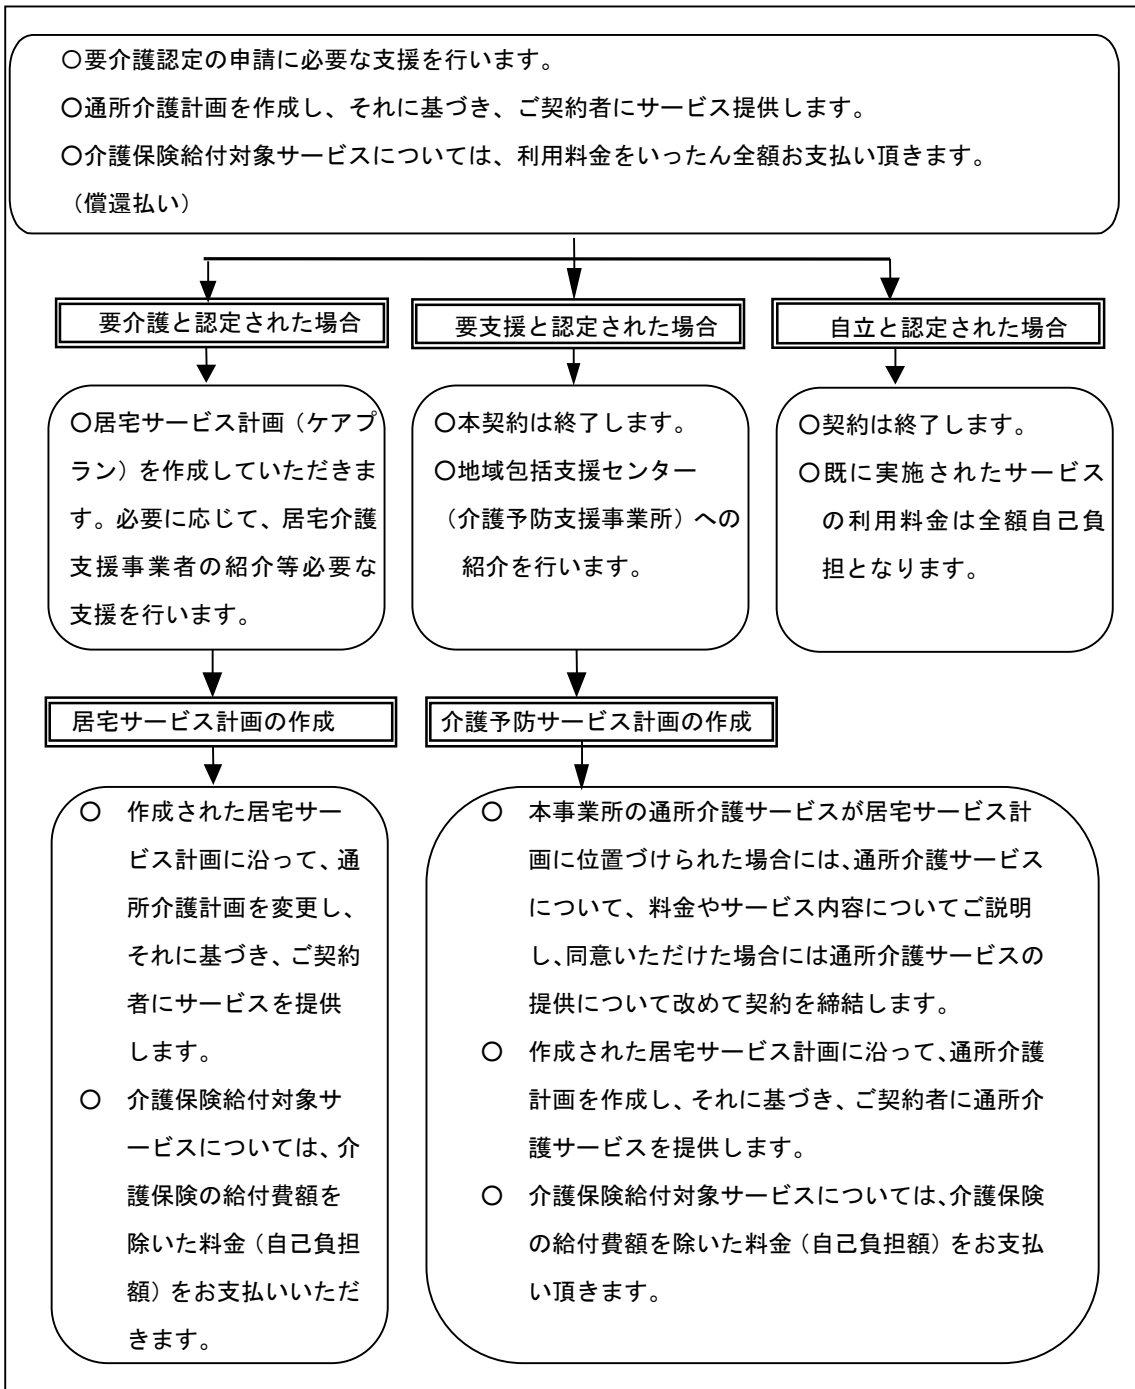 ○要介護認定の申請に必要な支援を行います。
○通所介護計画を作成し、それに基づき、ご契約者にサービス提供します。
○介護保険給付対象サービスについては、利用料金をいったん全額お支払い頂きます。
（償還払い）
要介護と認定された場合
要支援と認定された場合
自立と認定された場合
○居宅サービス計画（ケアプ
ラン）を作成していただきま
す。必要に応じて、居宅介護
支援事業者の紹介等必要な
支援を行います。
○本契約は終了します。
○地域包括支援センター
（介護予防支援事業所）への
紹介を行います。
○契約は終了します。
○既に実施されたサービス
の利用料金は全額自己負
担となります。
居宅サービス計画の作成
介護予防サービス計画の作成
○ 作成された居宅サー
ビス計画に沿って、通
所介護計画を変更し、
それに基づき、ご契約
者にサービスを提供
します。
○ 介護保険給付対象サ
ービスについては、介
護保険の給付費額を
除いた料金（自己負担
額）をお支払いいただ
きます。
○ 本事業所の通所介護サービスが居宅サービス計
画に位置づけられた場合には、通所介護サービス
について、料金やサービス内容についてご説明
し、同意いただけた場合には通所介護サービスの
提供について改めて契約を締結します。
○ 作成された居宅サービス計画に沿って、通所介護
計画を作成し、それに基づき、ご契約者に通所介
護サービスを提供します。
○ 介護保険給付対象サービスについては、介護保険
の給付費額を除いた料金（自己負担額）をお支払
い頂きます。